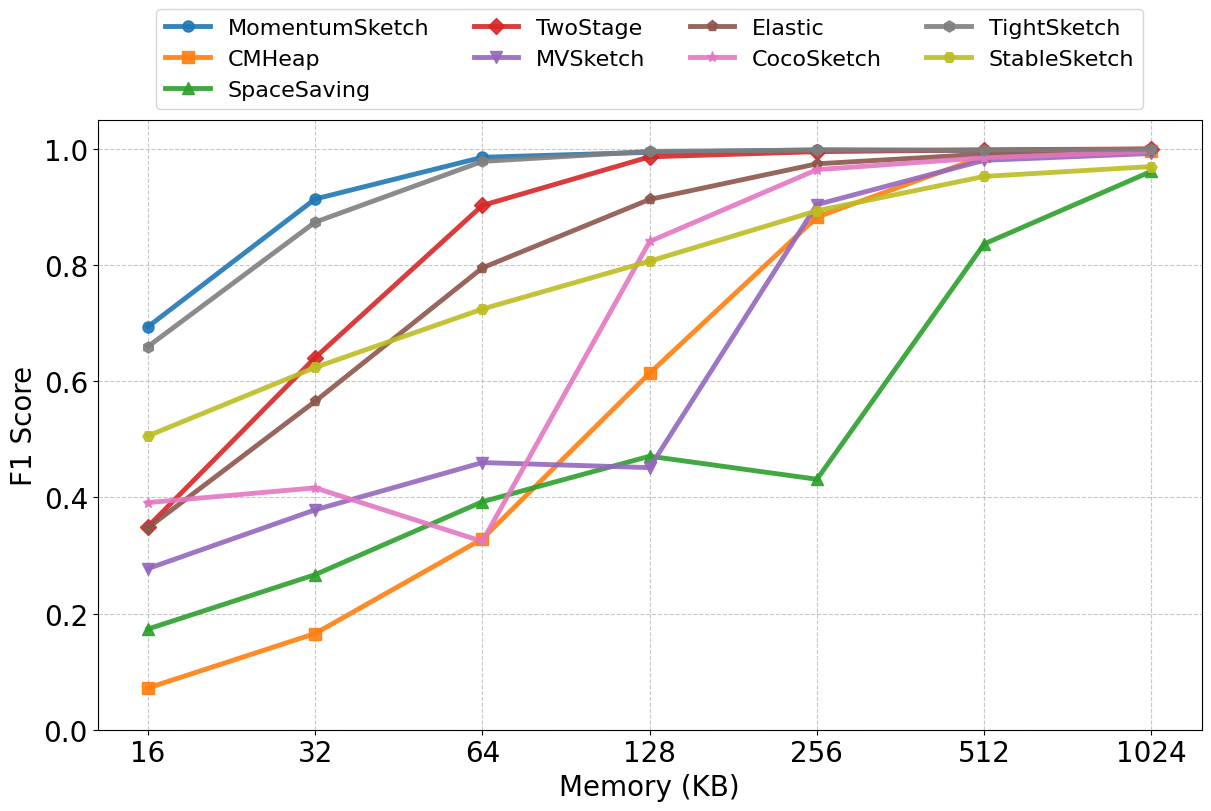 MomentumSketch TwoStage Elastic TightSketch
CMHeap MVSketch CocoSketch StableSketch
SpaceSaving
1.0
0.8
0.6
0.4
0.2
0.0
F1 Score
16 32 64 128 256 512 1024
Memory (KB)